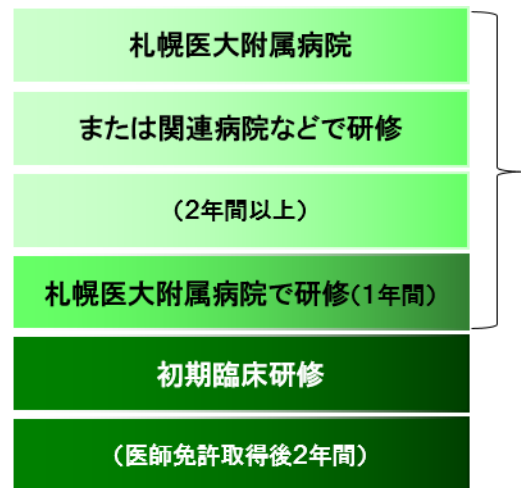 札幌医大附属病院
または関連病院などで研修
（2年間以上）
札幌医大附属病院で研修（1年間）
初期臨床研修
（医師免許取得後2年間）